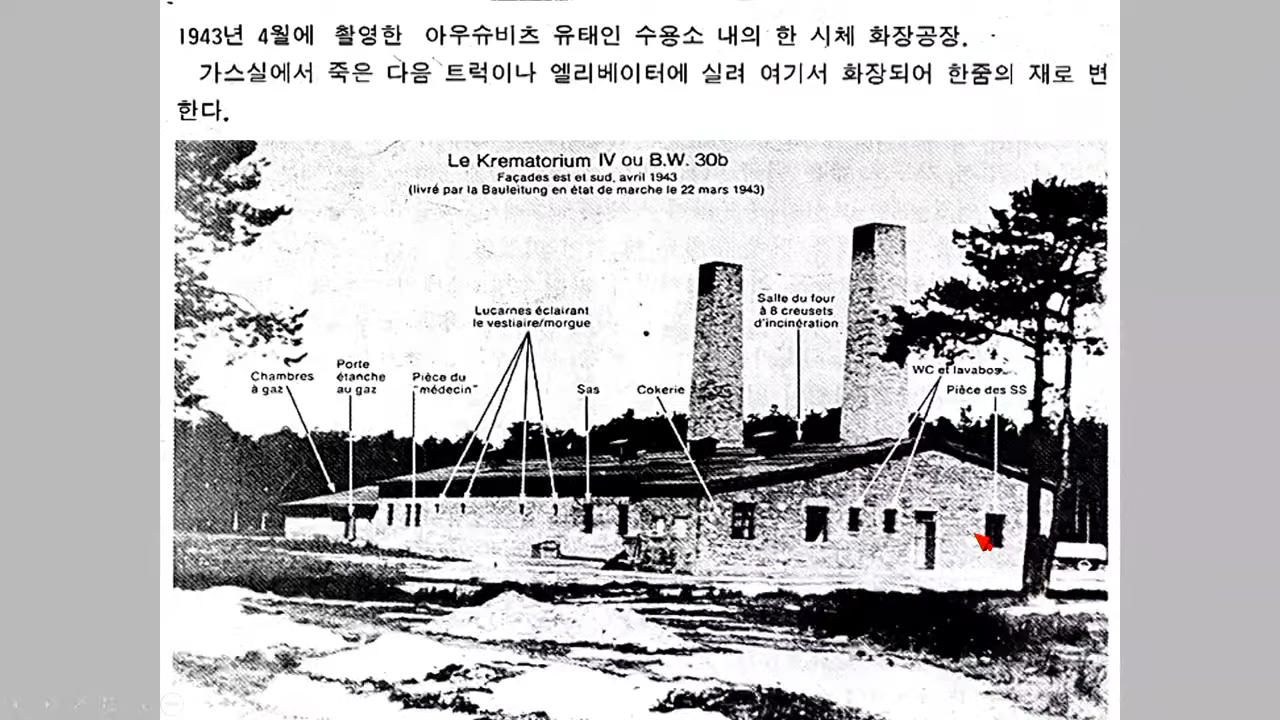 1943년 4월에 촬영한 아우슈비츠 유태인 수용소 내의 한 시체 화장공장.
가스실에서 죽은 다음 트럭이나 엘리베이터에 실려 여기서 화장되어 한줌의 재로 변
한다.
Le Krematorium IV ou B.W. 30b
Façades est et sud, avril 1943
(livré par la Bauleitung en état de marche le 22 mars 1943)
Salle du four
à 8 creusets
d'incinération
Lucarnes éclairant
le vestiaire/morgue
Chambres
à gaz
Porte
étanche
au gaz
Pièce du
"médecin"
Sas
Cokerie
WC et lavabos
Pièce des SS